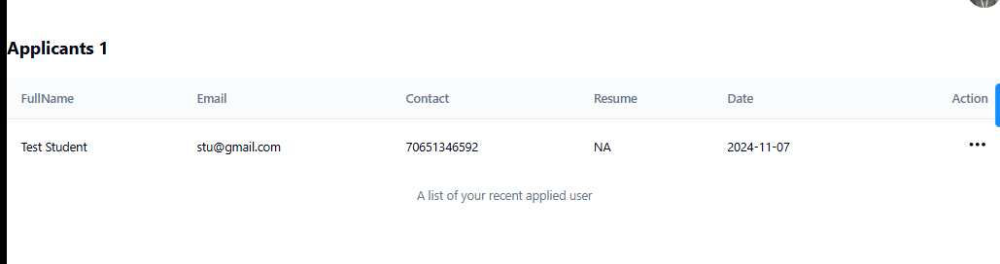 Applicants 1
FullName Email Contact Resume Date Action
Test Student stu@gmail.com 70651346592 NA 2024-11-07 •••
A list of your recent applied user